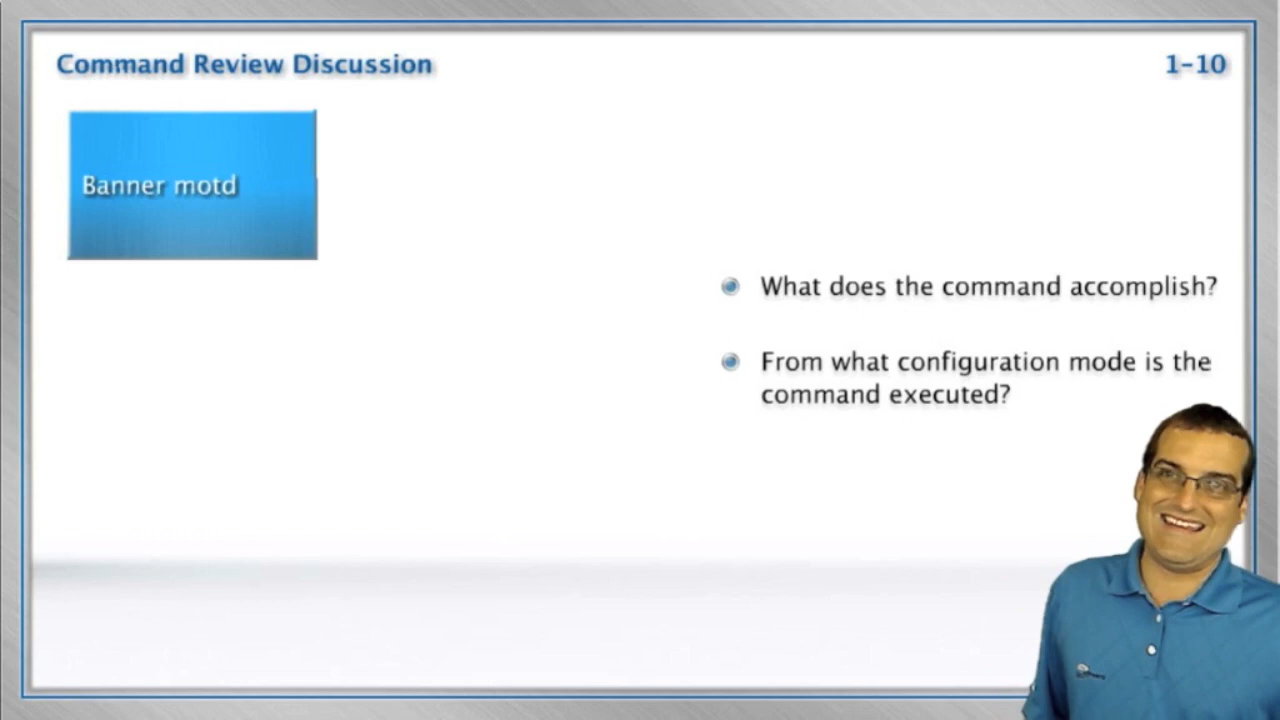 Command Review Discussion
1-10
Banner motd
What does the command accomplish?
From what configuration mode is the
command executed?